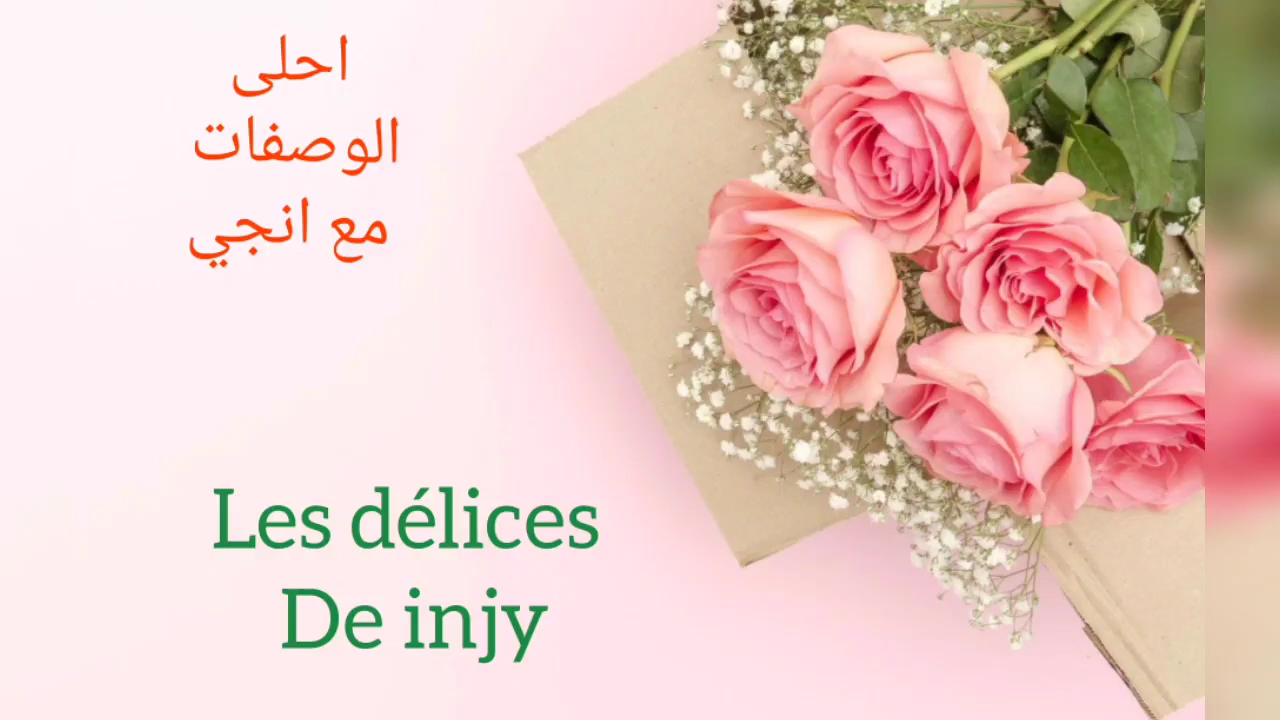 احلى
الوصفات
مع انجي
Les délices
De injy